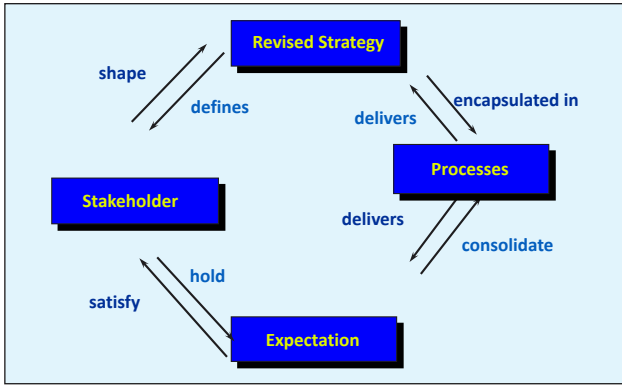 Revised Strategy
shape
defines
encapsulated in
delivers
Processes
Stakeholder
delivers
consolidate
hold
satisfy
Expectation